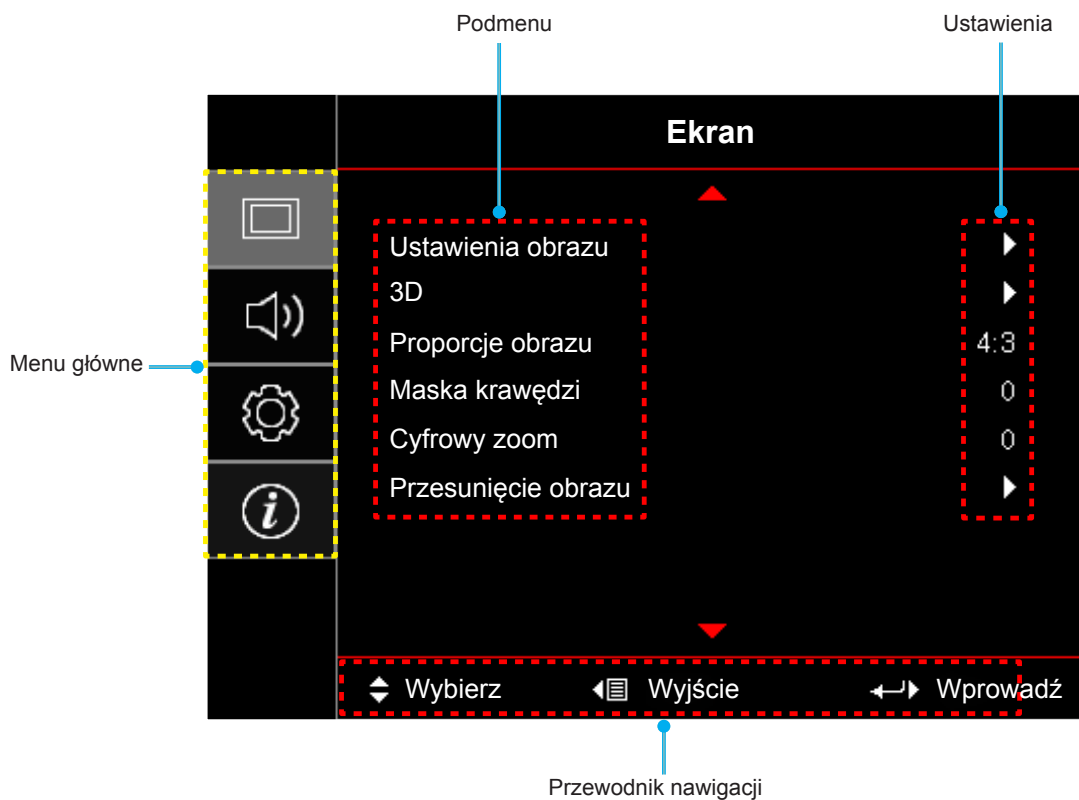 Podmenu
Ustawienia
Ekran
Ustawienia obrazu
3D
Proporcje obrazu 4:3
Menu główne
Maska krawędzi 0
Cyfrowy zoom 0
Przesunięcie obrazu
Wybierz Wyjście Wprowadź
Przewodnik nawigacji